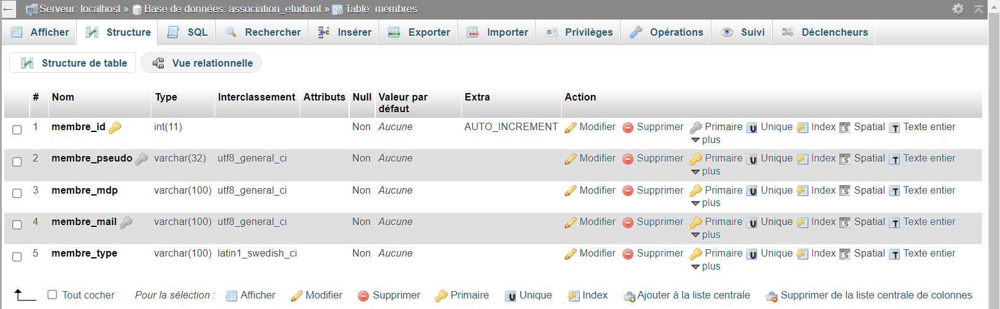 Serveur: localhost » Base de données: association_etudiant » Table: membres
Afficher Structure SQL Rechercher Insérer Exporter Importer Privilèges Opérations Suivi Déclencheurs
Structure de table Vue relationnelle
# Nom Type Interclassement Attributs Null Valeur par défaut Extra Action
1 membre_id int(11) Non Aucune AUTO_INCREMENT Modifier Supprimer Primaire Unique Index Spatial Texte entier
plus
2 membre_pseudo varchar(32) utf8_general_ci Non Aucune Modifier Supprimer Primaire Unique Index Spatial Texte entier
plus
3 membre_mdp varchar(100) utf8_general_ci Non Aucune Modifier Supprimer Primaire Unique Index Spatial Texte entier
plus
4 membre_mail varchar(100) utf8_general_ci Non Aucune Modifier Supprimer Primaire Unique Index Spatial Texte entier
plus
5 membre_type varchar(100) latin1_swedish_ci Non Aucune Modifier Supprimer Primaire Unique Index Spatial Texte entier
plus
Tout cocher Pour la sélection : Afficher Modifier Supprimer Primaire Unique Index Ajouter à la liste centrale Supprimer de la liste centrale de colonnes